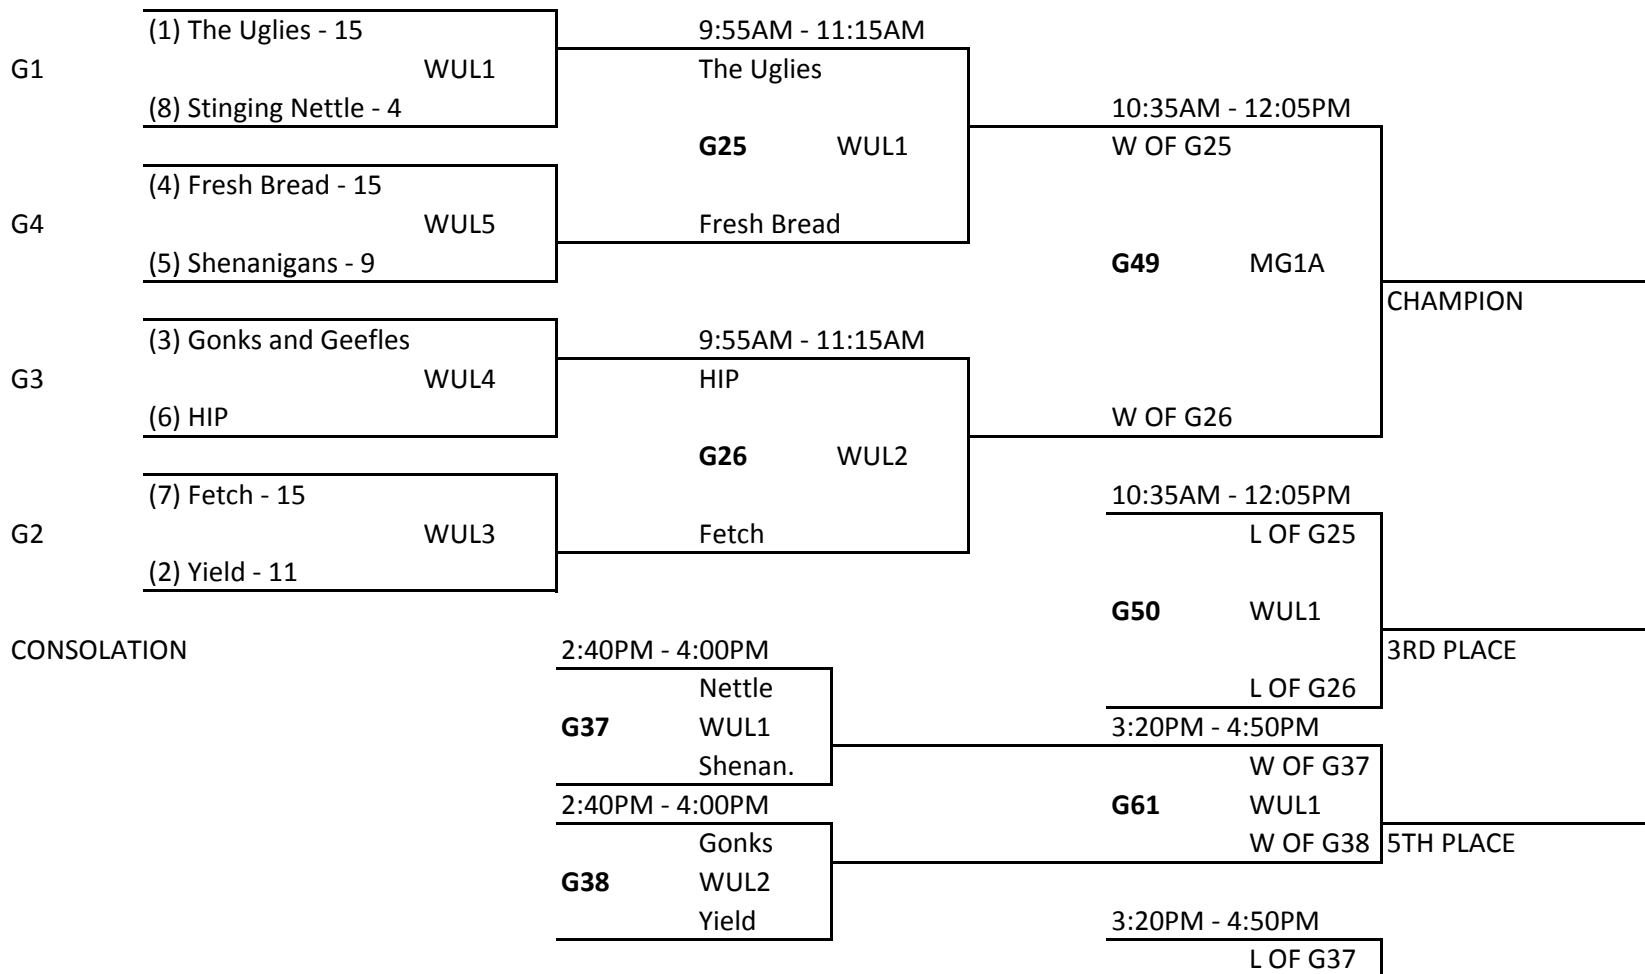 (1) The Uglies - 15 9:55AM - 11:15AM
G1 WUL1 The Uglies
(8) Stinging Nettle - 4 10:35AM - 12:05PM
G25 WUL1 W OF G25
(4) Fresh Bread - 15
G4 WUL5 Fresh Bread
(5) Shenanigans - 9 G49 MG1A
CHAMPION
(3) Gonks and Geefles 9:55AM - 11:15AM
G3 WUL4 HIP
(6) HIP W OF G26
G26 WUL2
(7) Fetch - 15 10:35AM - 12:05PM
G2 WUL3 Fetch L OF G25
(2) Yield - 11
G50 WUL1
CONSOLATION 2:40PM - 4:00PM 3RD PLACE
Nettle L OF G26
G37 WUL1 3:20PM - 4:50PM
Shenan. W OF G37
2:40PM - 4:00PM G61 WUL1
Gonks W OF G38 5TH PLACE
G38 WUL2
Yield 3:20PM - 4:50PM
L OF G37